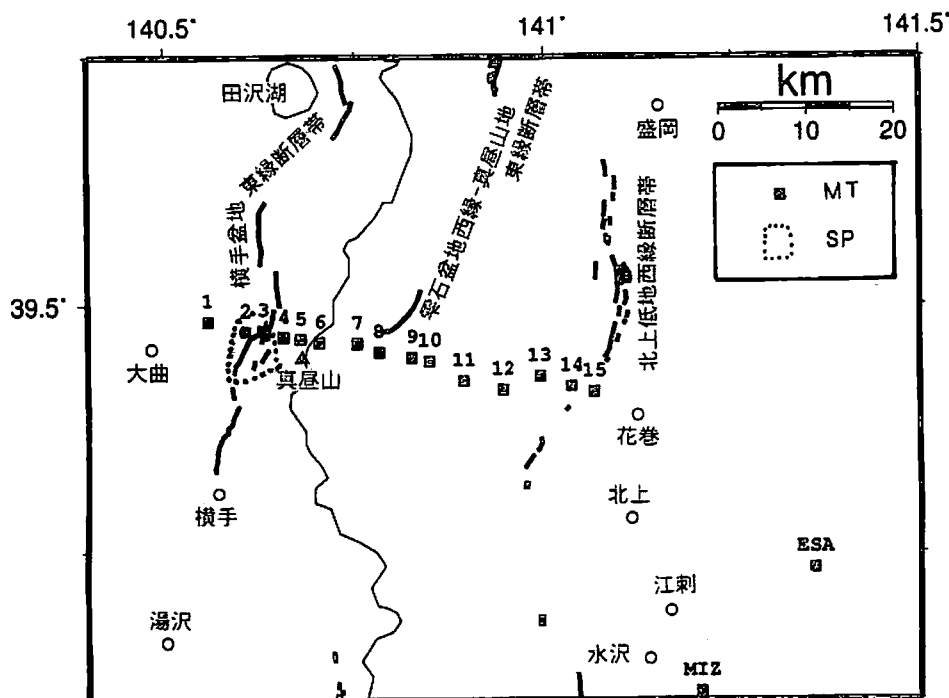 140.5°
141°
141.5°
田沢湖
km
0
10
20
盛岡
MT
SP
横手盆地東縁断層帯
雫石盆地西縁-真昼山地
東縁断層帯
北上低地西縁断層帯
39.5°
1
2
3
4
5
6
7
8
9
10
11
12
13
14
15
大曲
真昼山
花巻
横手
北上
ESA
湯沢
江刺
水沢
MIZ